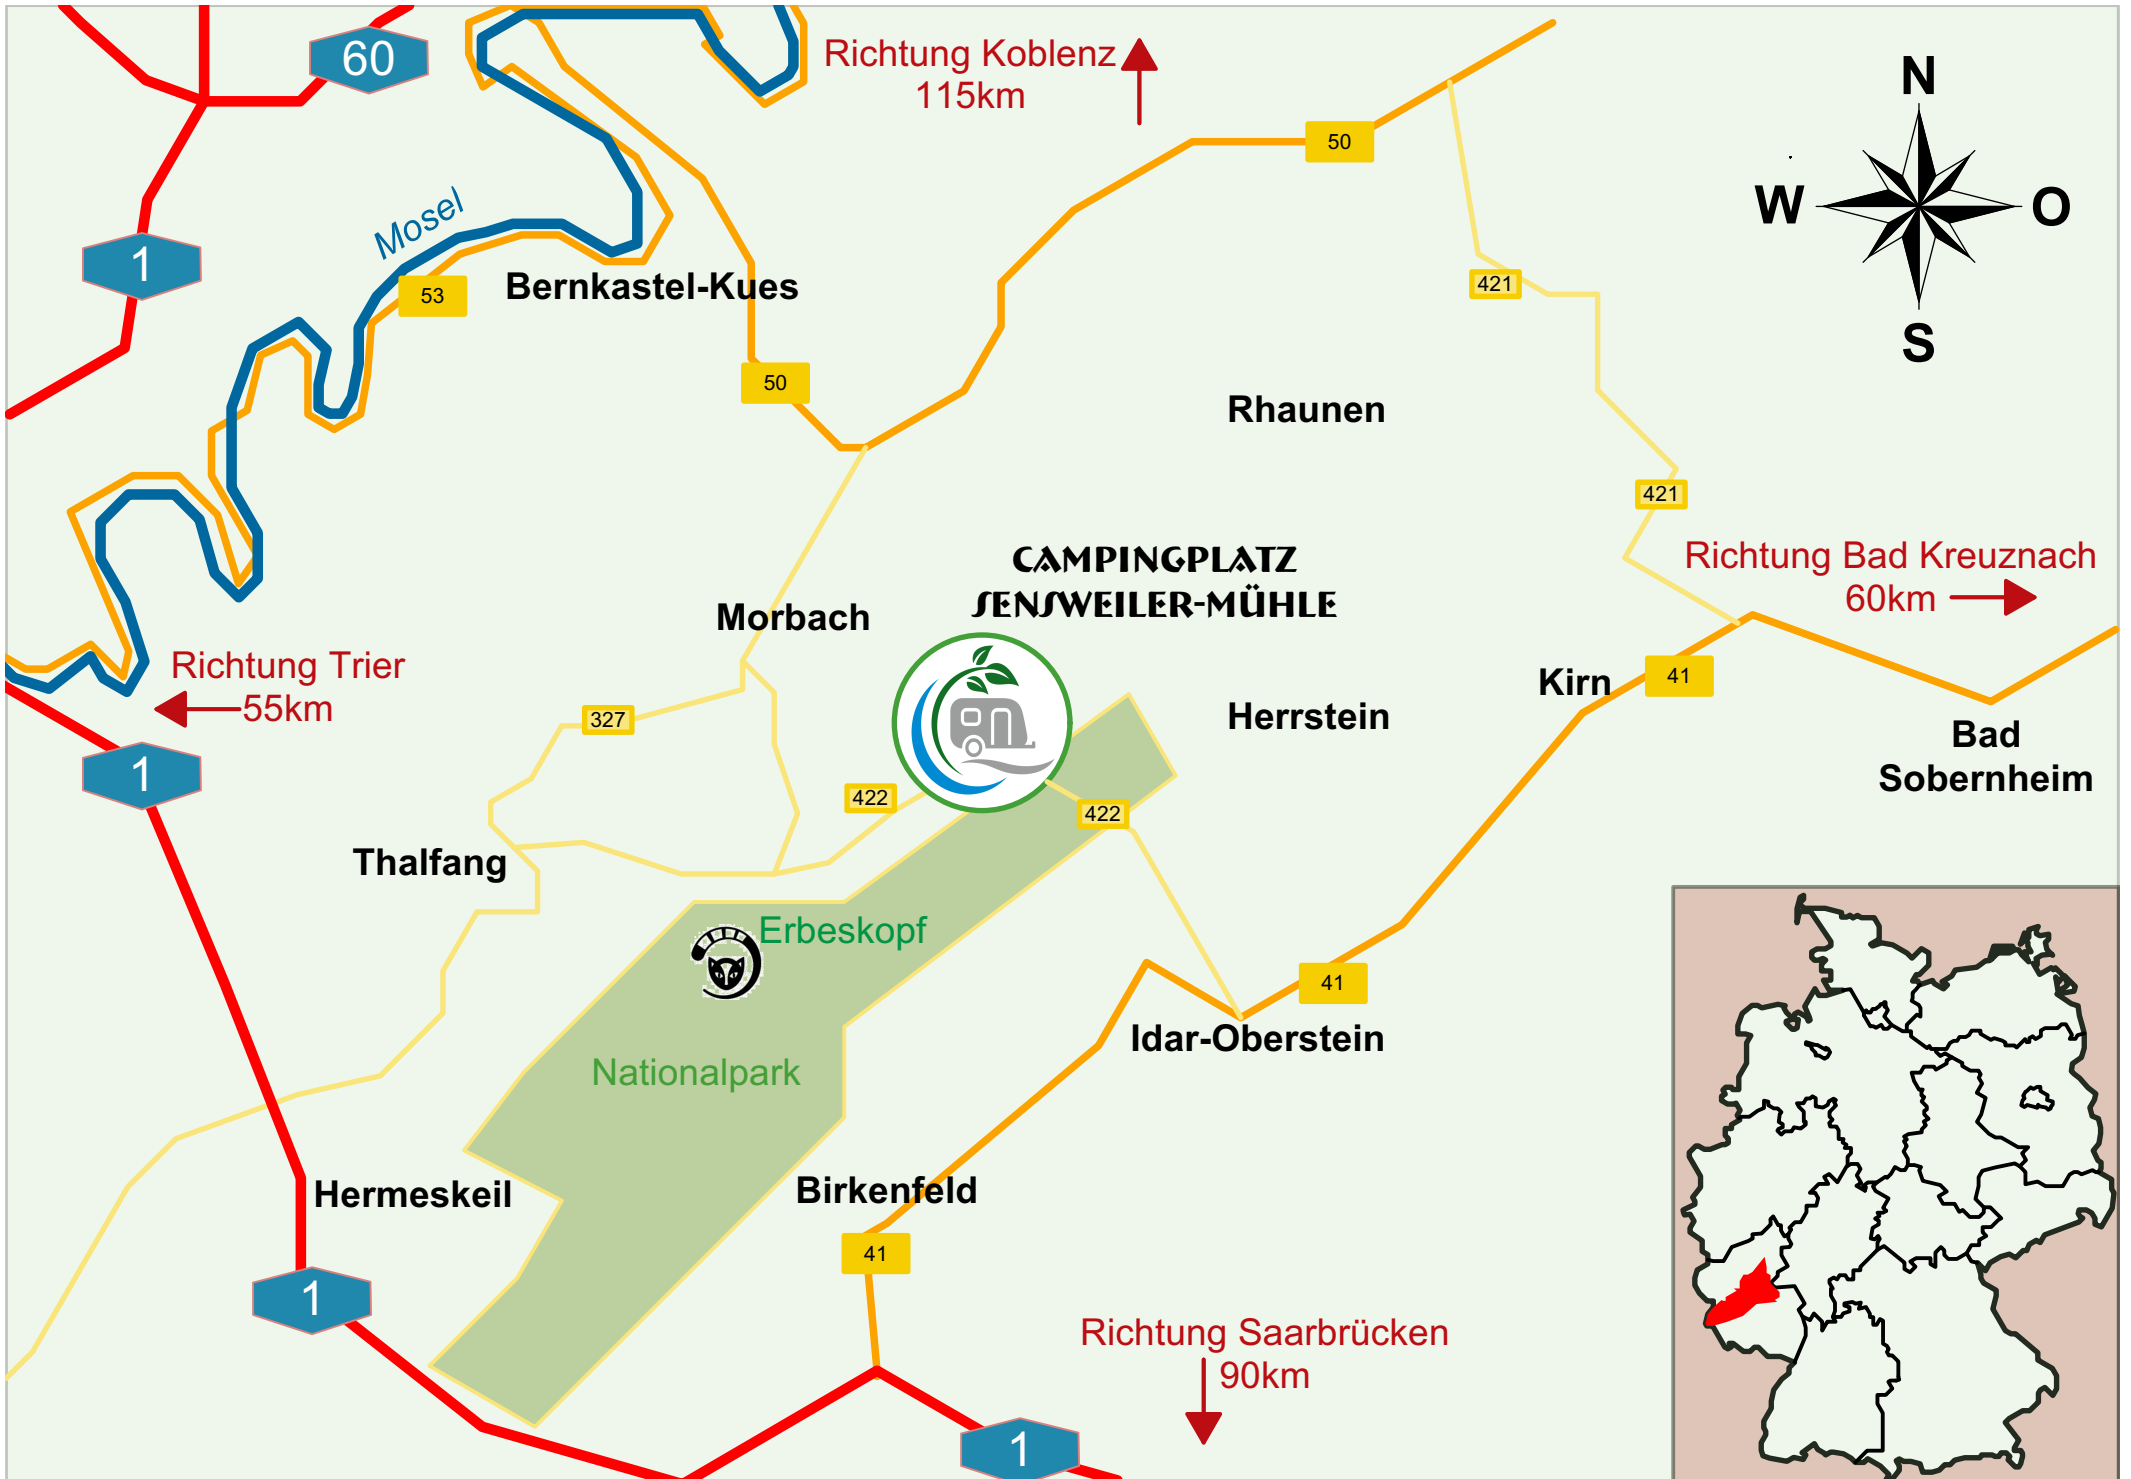 60
Richtung Koblenz
115km
N
50
Mosel
W
O
1
421
53
Bernkastel-Kues
S
50
Rhaunen
421
CAMPINGPLATZ
SENSWEILER-MÜHLE
Richtung Bad Kreuznach
60km
Morbach
Richtung Trier
55km
Kirn
41
327
Herrstein
Bad
Sobernheim
1
422
422
Thalfang
Erbeskopf
41
Idar-Oberstein
Nationalpark
Hermeskeil
Birkenfeld
41
1
Richtung Saarbrücken
90km
1